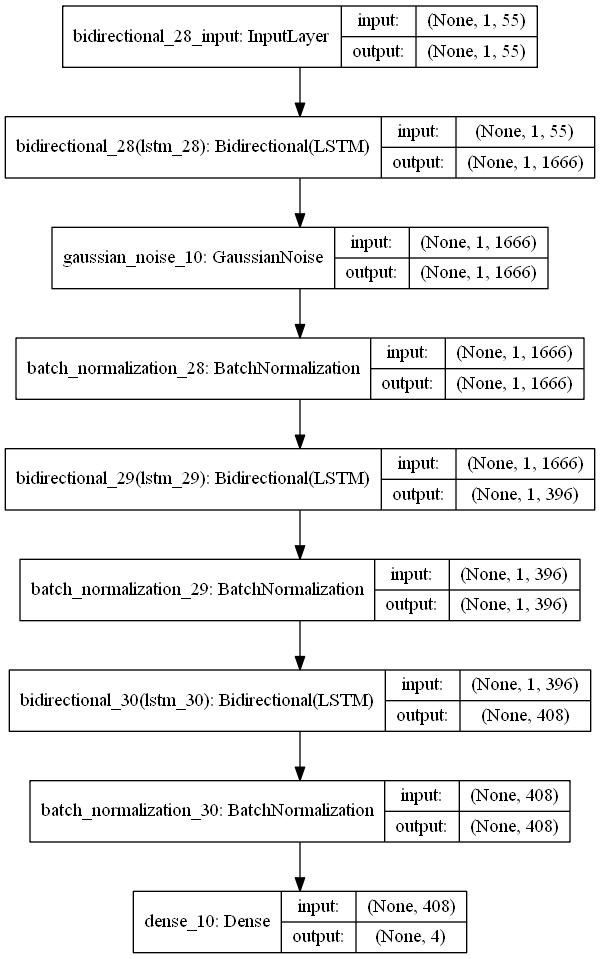 bidirectional_28_input: InputLayer input: (None, 1, 55)
output: (None, 1, 55)
bidirectional_28(lstm_28): Bidirectional(LSTM) input: (None, 1, 55)
output: (None, 1, 1666)
gaussian_noise_10: GaussianNoise input: (None, 1, 1666)
output: (None, 1, 1666)
batch_normalization_28: BatchNormalization input: (None, 1, 1666)
output: (None, 1, 1666)
bidirectional_29(lstm_29): Bidirectional(LSTM) input: (None, 1, 1666)
output: (None, 1, 396)
batch_normalization_29: BatchNormalization input: (None, 1, 396)
output: (None, 1, 396)
bidirectional_30(lstm_30): Bidirectional(LSTM) input: (None, 1, 396)
output: (None, 408)
batch_normalization_30: BatchNormalization input: (None, 408)
output: (None, 408)
dense_10: Dense input: (None, 408)
output: (None, 4)